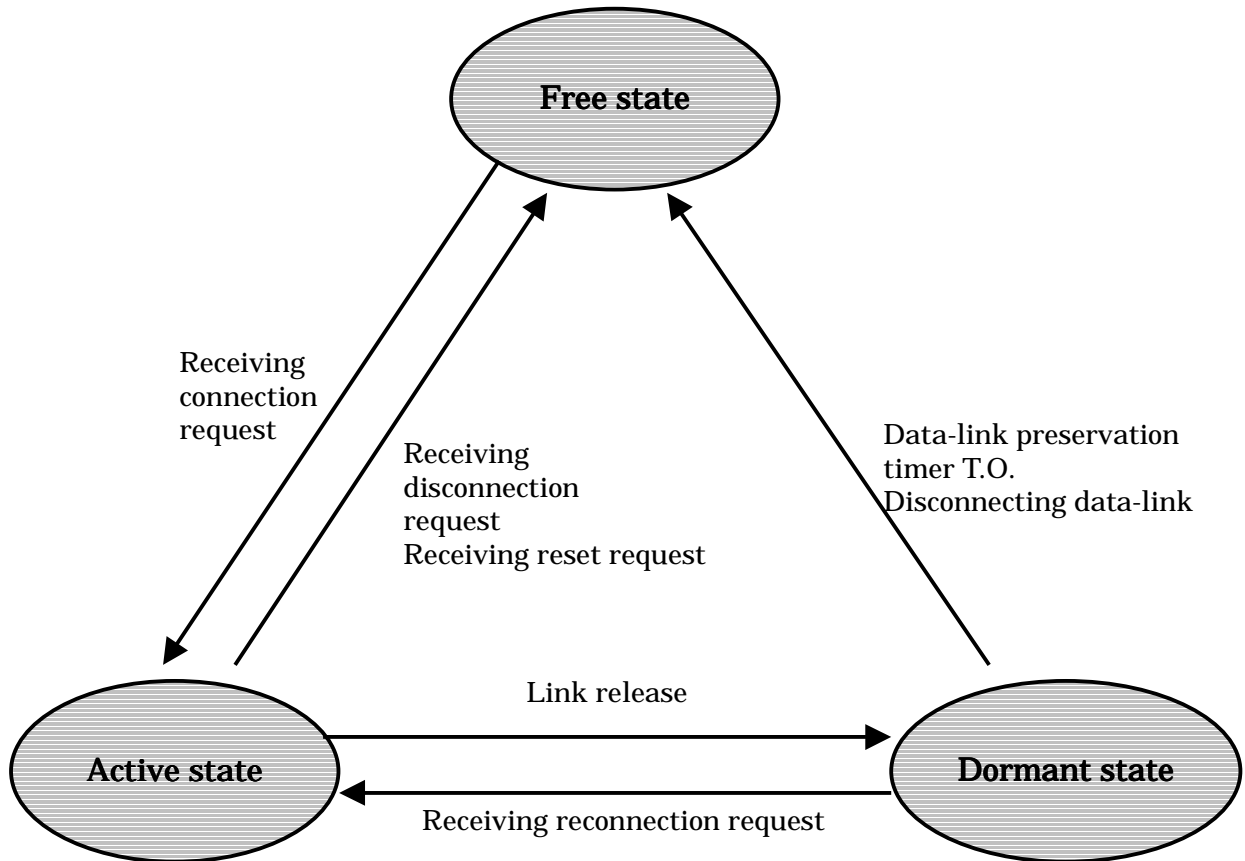 Free state
Receiving
connection
request
Receiving
disconnection
request
Receiving reset request
Data-link preservation
timer T.O.
Disconnecting data-link
Link release
Active state
Dormant state
Receiving reconnection request